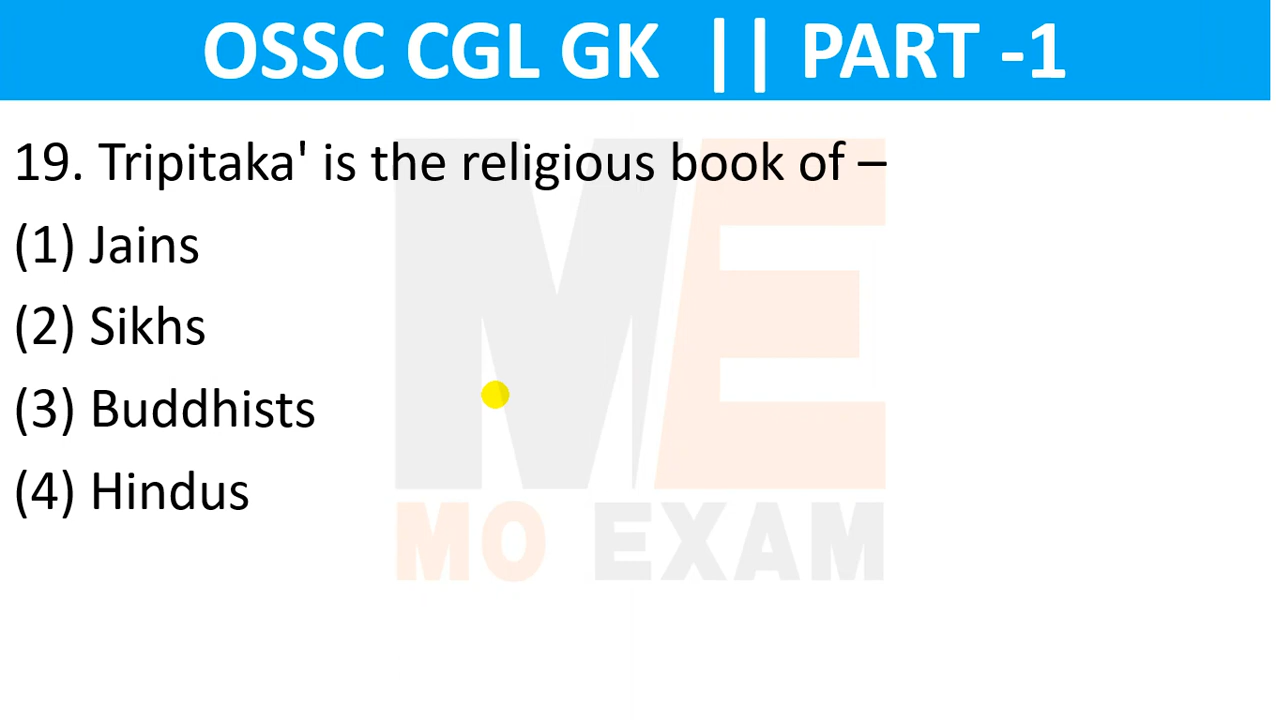 OSSC CGL GK || PART -1
19. Tripitaka' is the religious book of –
(1) Jains
(2) Sikhs
(3) Buddhists
(4) Hindus
ME
MO EXAM